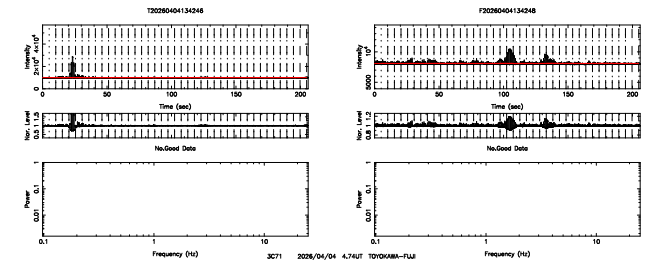 T20260404134246
F20260404134246
Intensity
0
2×10⁴
4×10⁴
0 50 100 150 200
Time (sec)
Intensity
5000
10⁴
0 50 100 150 200
Time (sec)
Nor. Level
0.5 1 1.5
Nor. Level
0.8 1 1.2
No.Good Data
No.Good Data
Power
1
0.1
0.01
0.1 1 10
Frequency (Hz)
Power
1
0.1
0.01
0.1 1 10
Frequency (Hz)
3C71 2026/04/04 4.74UT TOYOKAWA-FUJI